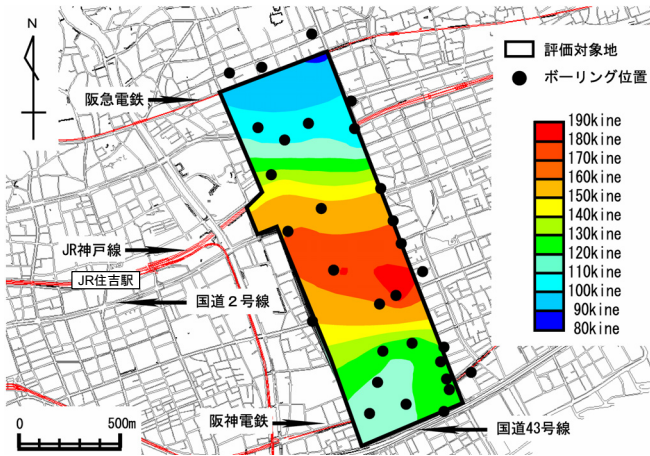 N
評価対象地
ボーリング位置
阪急電鉄
190kine
180kine
170kine
160kine
150kine
140kine
130kine
120kine
110kine
100kine
90kine
80kine
JR神戸線
JR住吉駅
国道2号線
阪神電鉄
国道43号線
0 500m